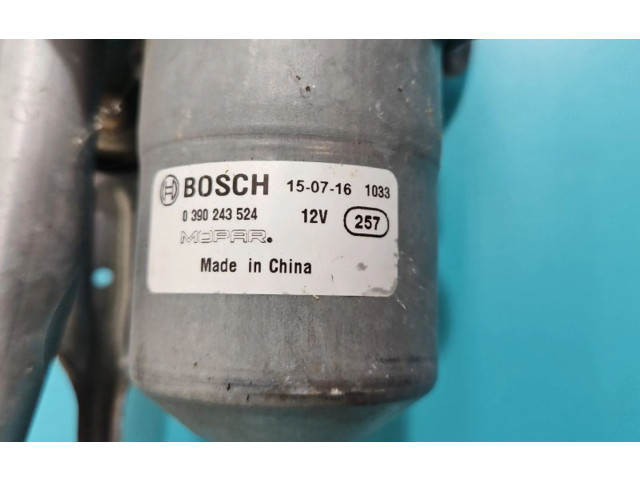 BOSCH 15-07-16 1033
0 390 243 524 12V 257
MOPAR.
Made in China